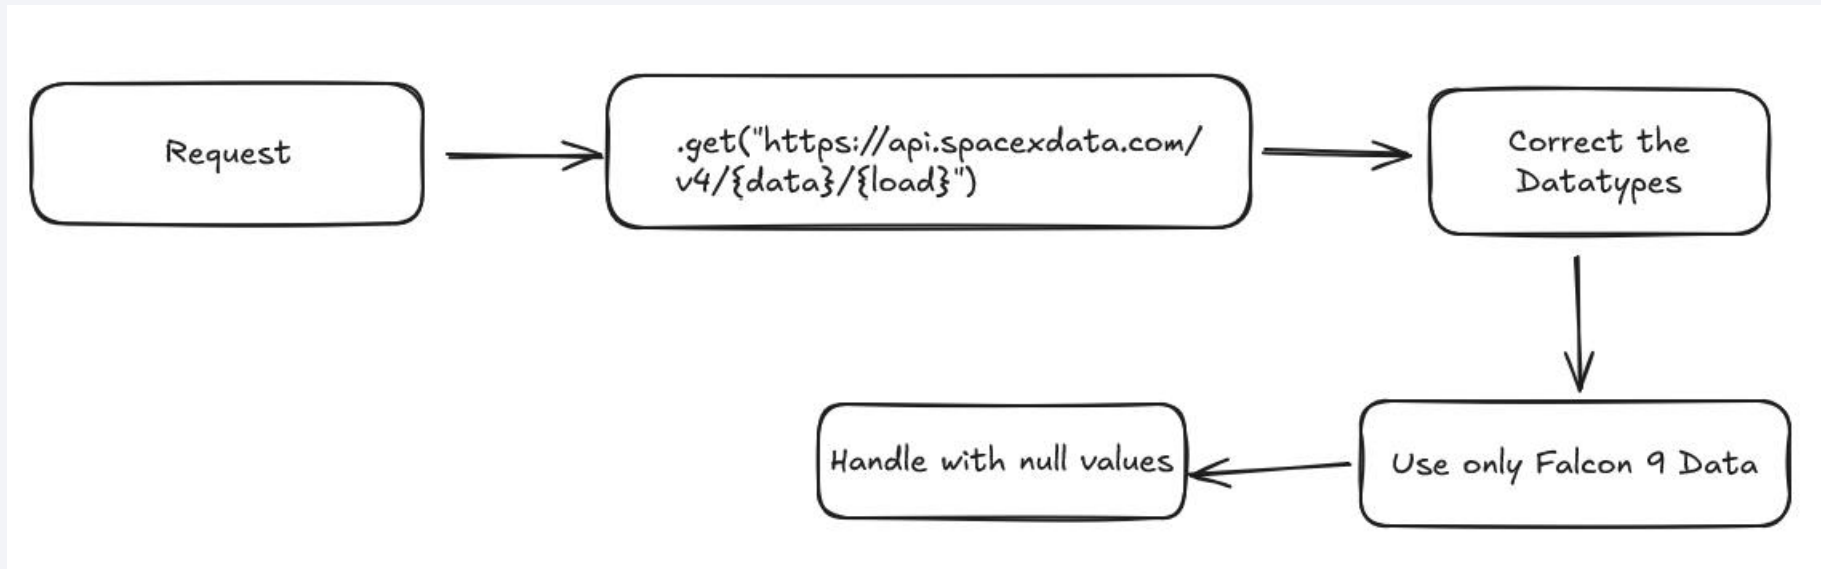 Request
.get("https://api.spacexdata.com/
v4/{data}/{load}")
Correct the
Datatypes
Handle with null values
Use only Falcon 9 Data